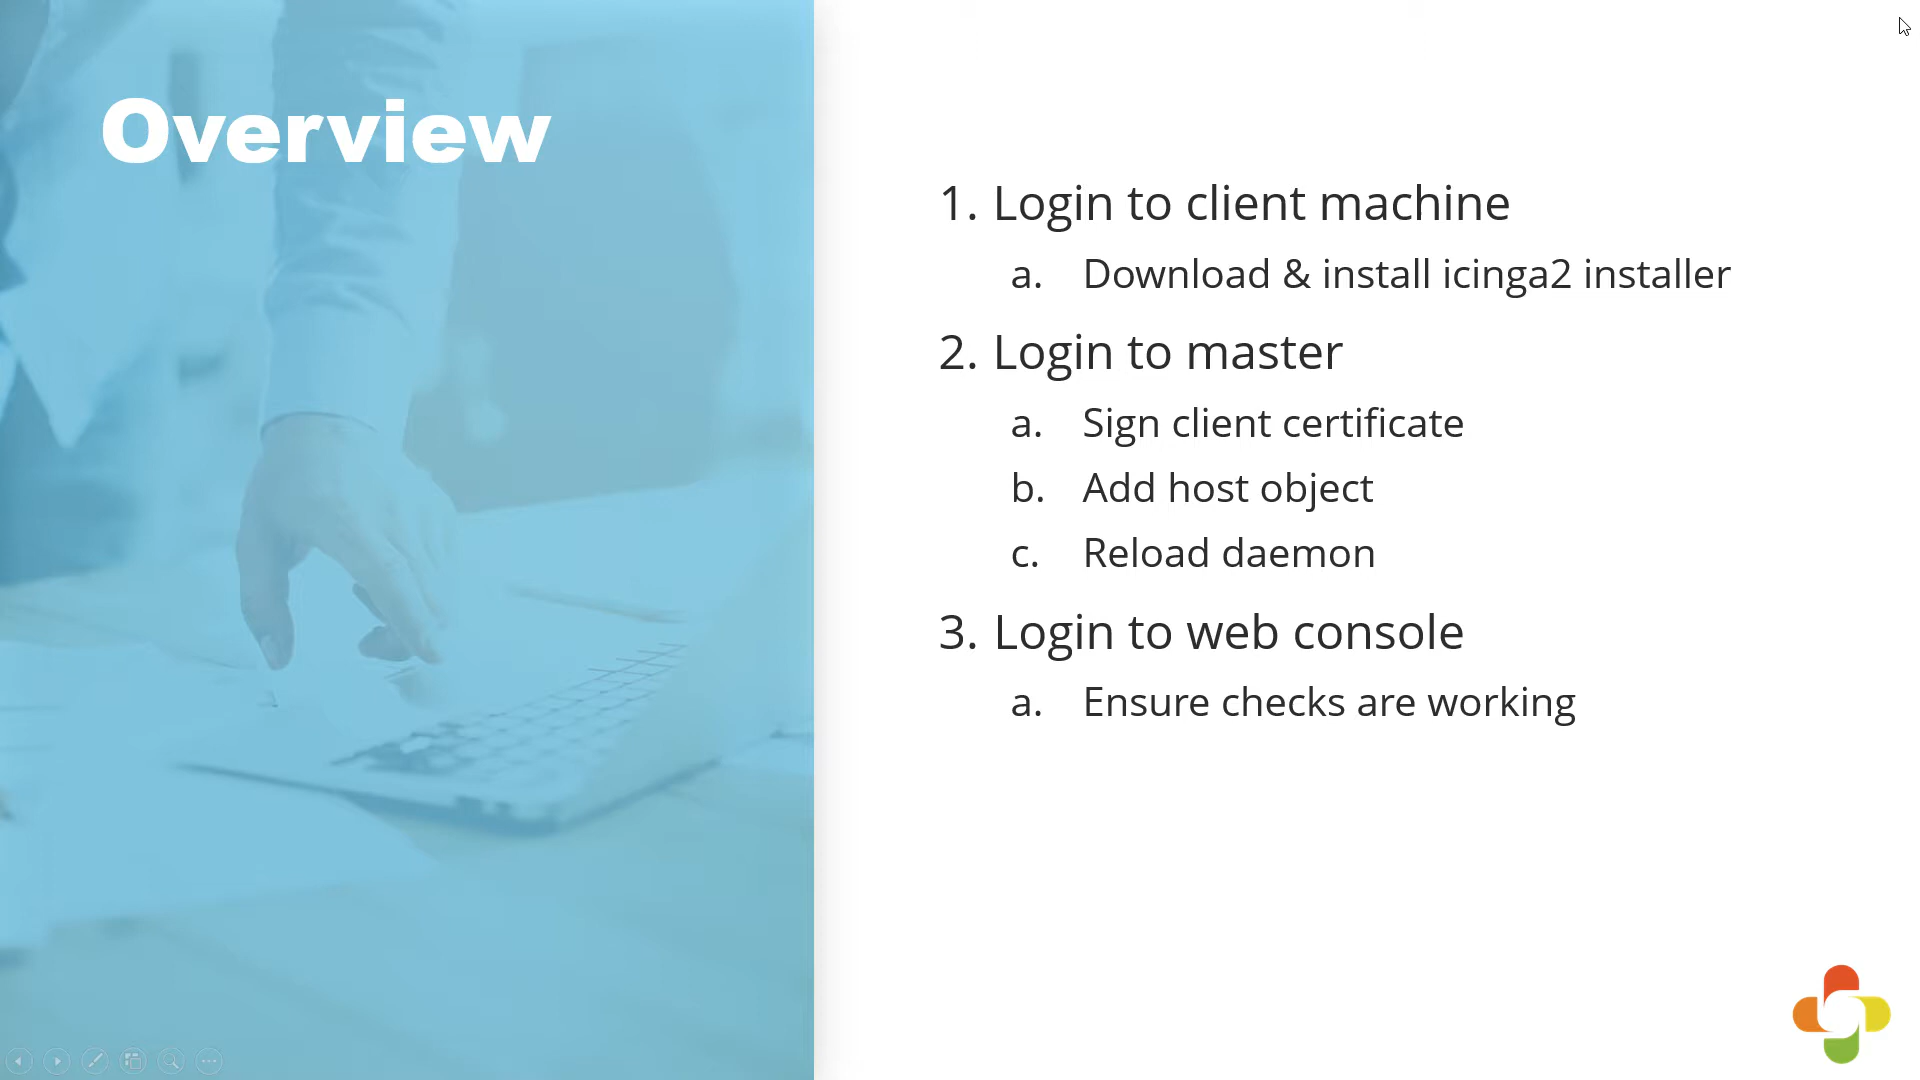 Overview
1. Login to client machine
a. Download & install icinga2 installer
2. Login to master
a. Sign client certificate
b. Add host object
c. Reload daemon
3. Login to web console
a. Ensure checks are working